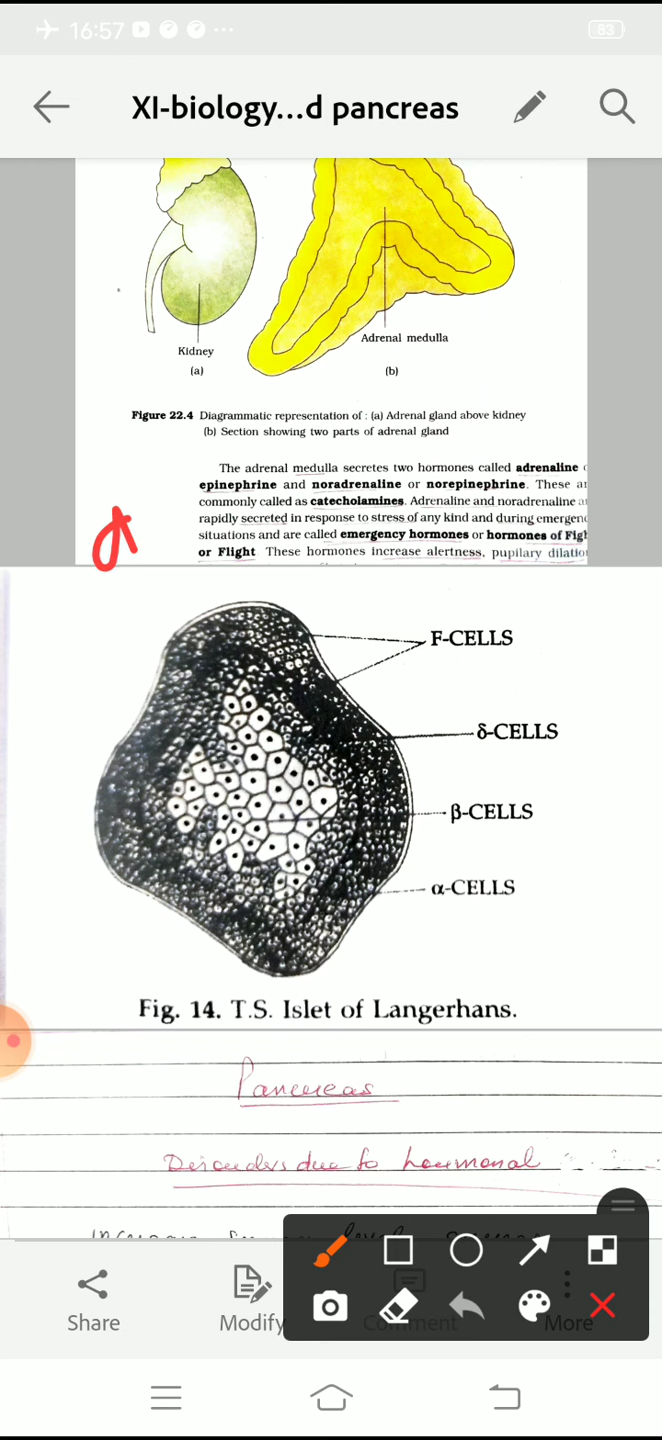 16:57
83
XI-biology...d pancreas
Kidney
(a)
Adrenal medulla
(b)
Figure 22.4 Diagrammatic representation of : (a) Adrenal gland above kidney
(b) Section showing two parts of adrenal gland
The adrenal medulla secretes two hormones called adrenaline
epinephrine and noradrenaline or norepinephrine. These
commonly called as catecholamines. Adrenaline and noradrenaline
rapidly secreted in response to stress of any kind and during
situations and are called emergency hormones or hormones of
or Flight These hormones increase alertness, pupilary
F-CELLS
δ-CELLS
β-CELLS
α-CELLS
Fig. 14. T.S. Islet of Langerhans.
Pancreas
Disorders due to hormonal
Share
Modify
Comment
More